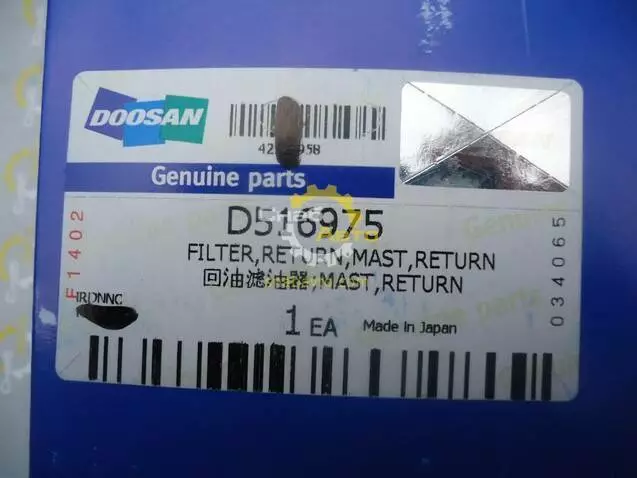 DOOSAN
Genuine parts
D516975
FILTER,RETURN;MAST,RETURN
回油滤油器;MAST,RETURN
1 EA Made in Japan
F1402
034065